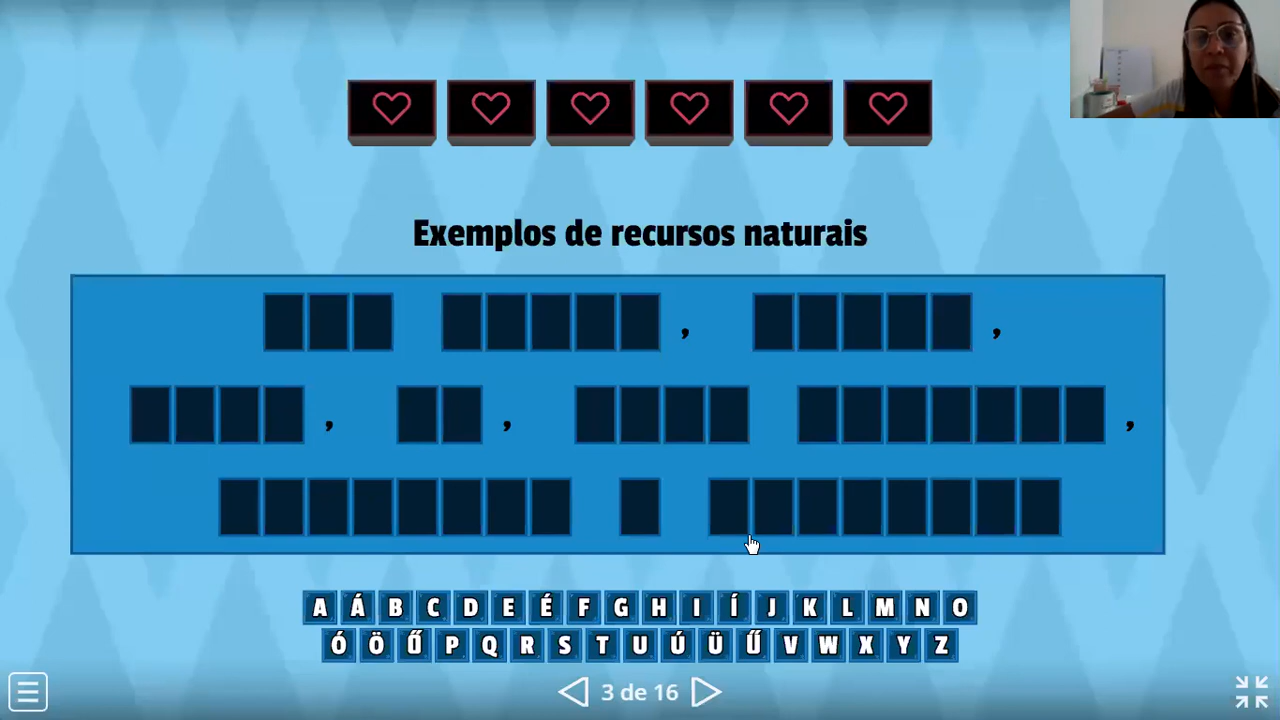 Exemplos de recursos naturais
, ,
, , ,
A Á B C D E É F G H I Í J K L M N O
Ó Ö Ő P Q R S T U Ú Ü Ű V W X Y Z
3 de 16